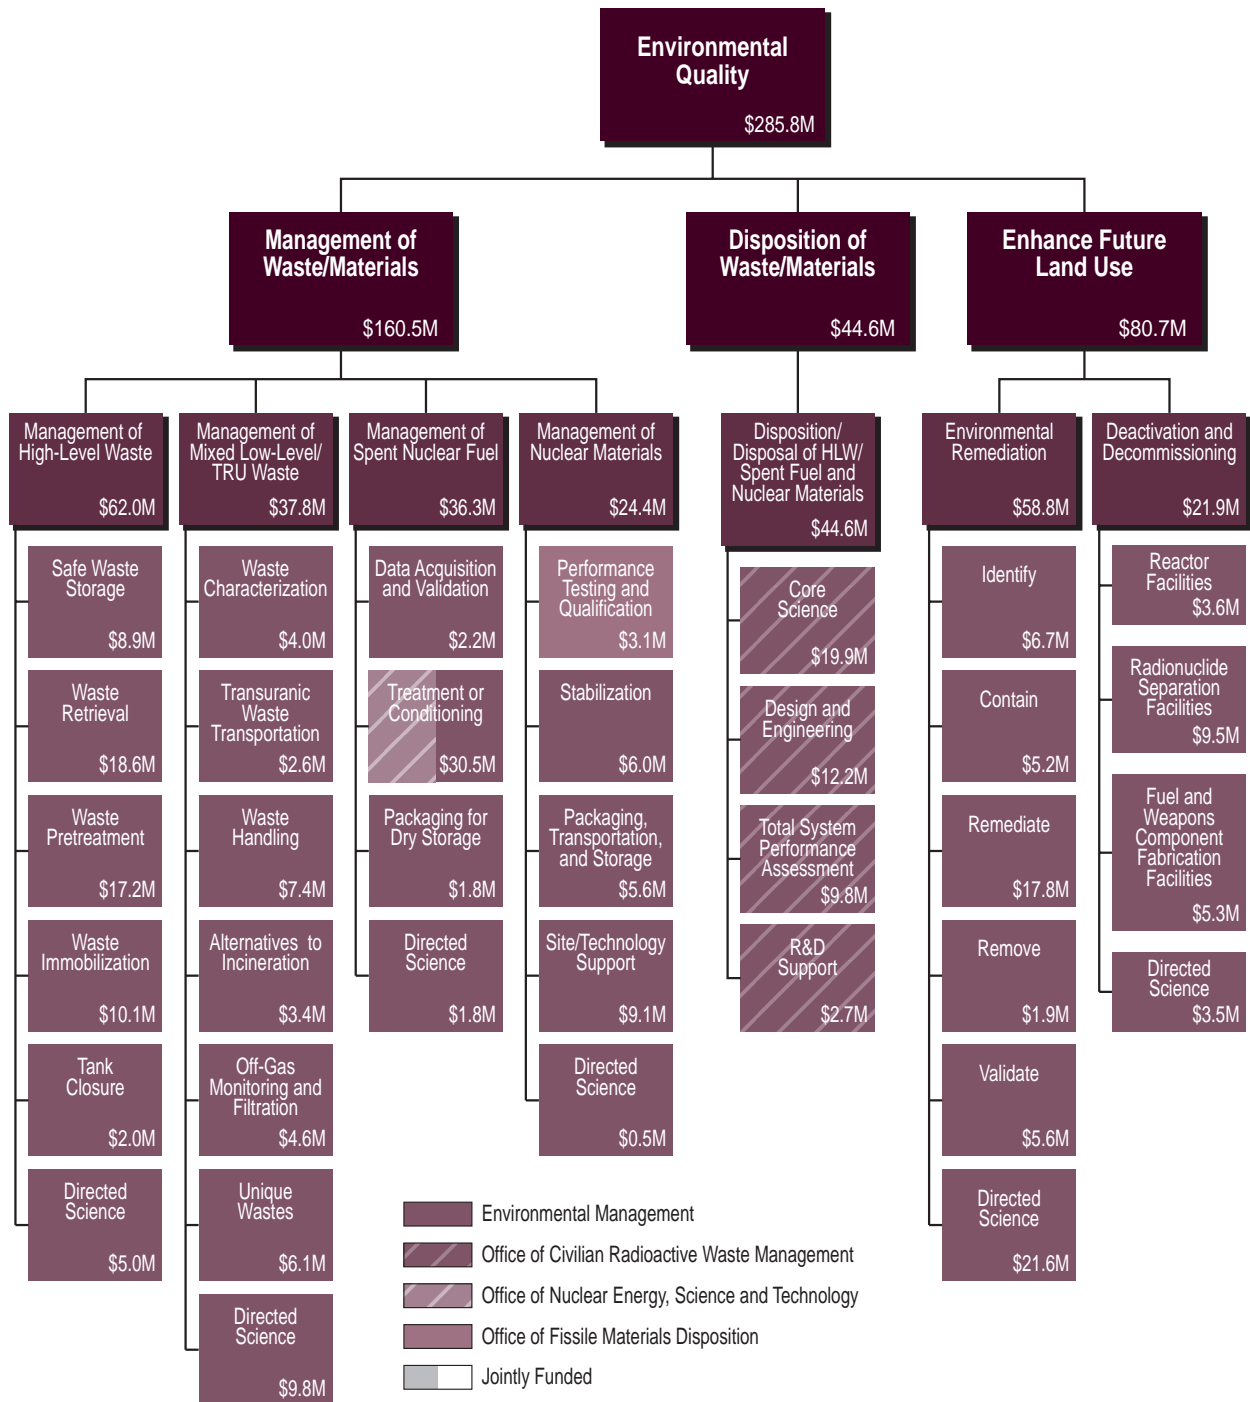 Environmental
Quality
$285.8M
Management of
Waste/Materials
$160.5M
Disposition of
Waste/Materials
$44.6M
Enhance Future
Land Use
$80.7M
Management of
High-Level Waste
$62.0M
Safe Waste
Storage
$8.9M
Waste
Retrieval
$18.6M
Waste
Pretreatment
$17.2M
Waste
Immobilization
$10.1M
Tank
Closure
$2.0M
Directed
Science
$5.0M
Management of
Mixed Low-Level/
TRU Waste
$37.8M
Waste
Characterization
$4.0M
Transuranic
Waste
Transportation
$2.6M
Waste
Handling
$7.4M
Alternatives to
Incineration
$3.4M
Off-Gas
Monitoring and
Filtration
$4.6M
Unique
Wastes
$6.1M
Directed
Science
$9.8M
Management of
Spent Nuclear Fuel
$36.3M
Data Acquisition
and Validation
$2.2M
Treatment or
Conditioning
$30.5M
Packaging for
Dry Storage
$1.8M
Directed
Science
$1.8M
Management of
Nuclear Materials
$24.4M
Performance
Testing and
Qualification
$3.1M
Stabilization
$6.0M
Packaging,
Transportation,
and Storage
$5.6M
Site/Technology
Support
$9.1M
Directed
Science
$0.5M
Disposition/
Disposal of HLW/
Spent Fuel and
Nuclear Materials
$44.6M
Core
Science
$19.9M
Design and
Engineering
$12.2M
Total System
Performance
Assessment
$9.8M
R&D
Support
$2.7M
Environmental
Remediation
$58.8M
Identify
$6.7M
Contain
$5.2M
Remediate
$17.8M
Remove
$1.9M
Validate
$5.6M
Directed
Science
$21.6M
Deactivation and
Decommissioning
$21.9M
Reactor
Facilities
$3.6M
Radionuclide
Separation
Facilities
$9.5M
Fuel and
Weapons
Component
Fabrication
Facilities
$5.3M
Directed
Science
$3.5M
Environmental Management
Office of Civilian Radioactive Waste Management
Office of Nuclear Energy, Science and Technology
Office of Fissile Materials Disposition
Jointly Funded